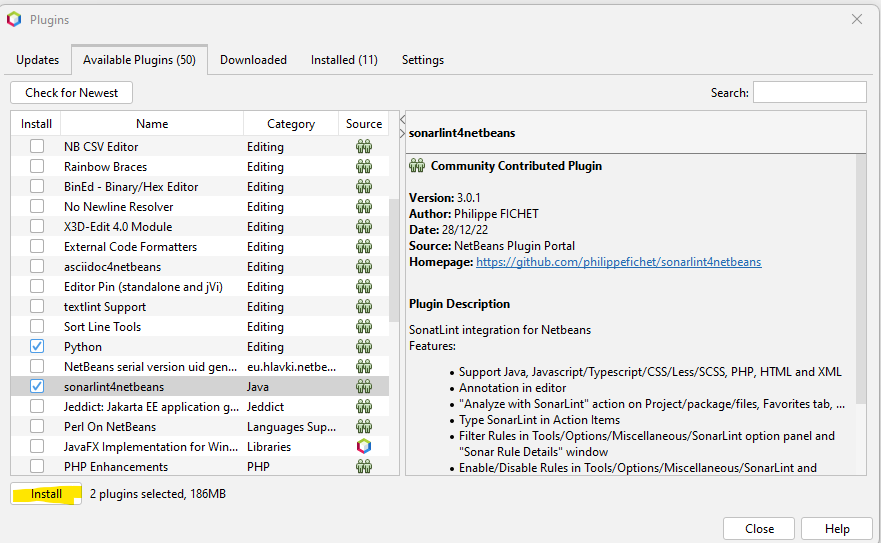 Plugins
Updates Available Plugins (50) Downloaded Installed (11) Settings
Check for Newest Search:
Install Name Category Source
NB CSV Editor Editing
Rainbow Braces Editing
BinEd - Binary/Hex Editor Editing
No Newline Resolver Editing
X3D-Edit 4.0 Module Editing
External Code Formatters Editing
asciidoc4netbeans Editing
Editor Pin (standalone and jVi) Editing
textlint Support Editing
Sort Line Tools Editing
Python Editing
NetBeans serial version uid gen... eu.hlavki.netbe...
sonarlint4netbeans Java
Jeddict: Jakarta EE application g... Jeddict
Perl On NetBeans Languages Sup...
JavaFX Implementation for Win... Libraries
PHP Enhancements PHP
sonarlint4netbeans
Community Contributed Plugin
Version: 3.0.1
Author: Philippe FICHET
Date: 28/12/22
Source: NetBeans Plugin Portal
Homepage: https://github.com/philippefichet/sonarlint4netbeans
Plugin Description
SonatLint integration for Netbeans
Features:
• Support Java, Javascript/Typescript/CSS/Less/SCSS, PHP, HTML and XML
• Annotation in editor
• "Analyze with SonarLint" action on Project/package/files, Favorites tab, ...
• Type SonarLint in Action Items
• Filter Rules in Tools/Options/Miscellaneous/SonarLint option panel and
"Sonar Rule Details" window
• Enable/Disable Rules in Tools/Options/Miscellaneous/SonarLint and
Install 2 plugins selected, 186MB
Close Help